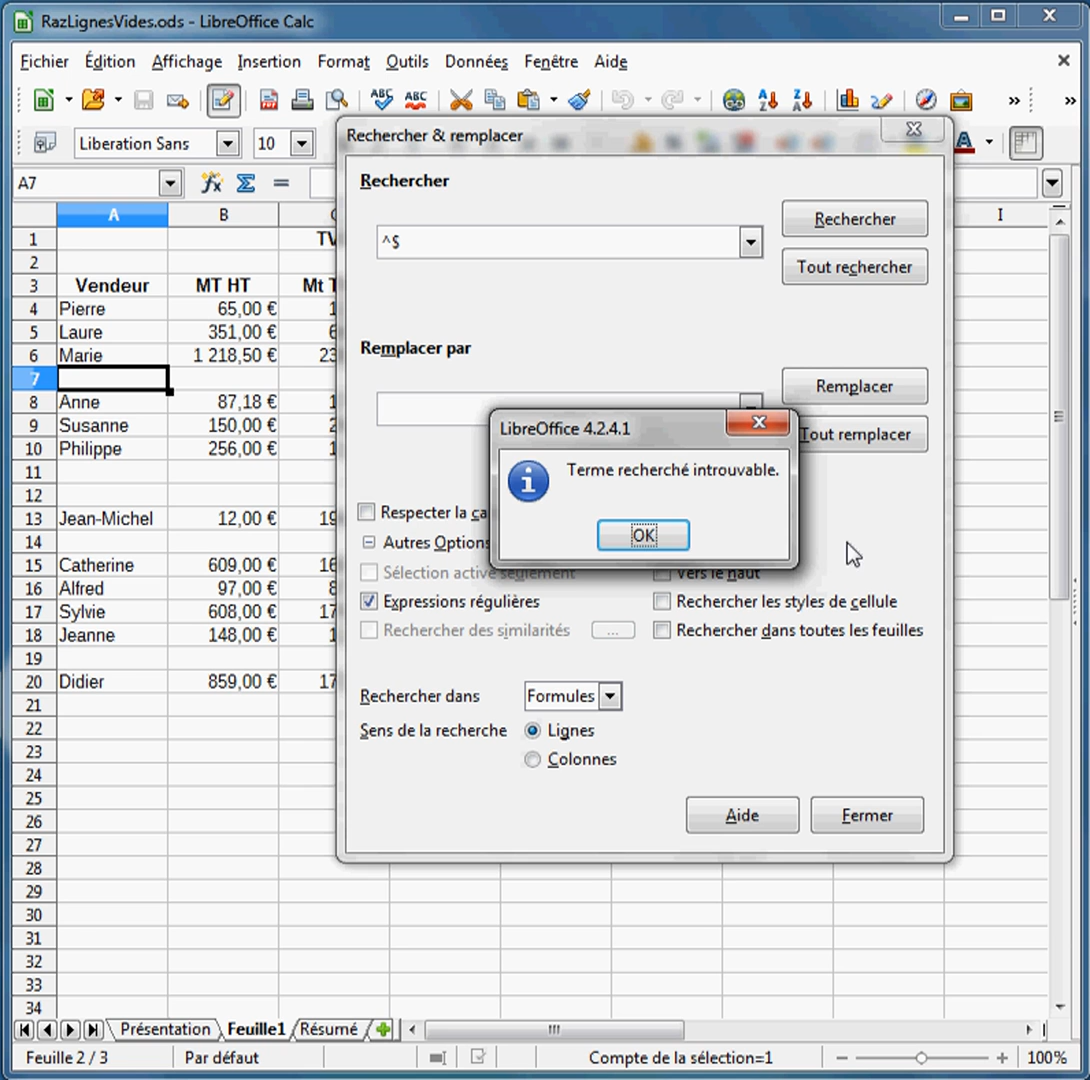 RazLignesVides.ods - LibreOffice Calc
Fichier Édition Affichage Insertion Format Outils Données Fenêtre Aide
Liberation Sans 10
A7
A B I
1
2
3 Vendeur MT HT Mt
4 Pierre 65,00 €
5 Laure 351,00 €
6 Marie 1 218,50 €
7
8 Anne 87,18 €
9 Susanne 150,00 €
10 Philippe 256,00 €
11
12
13 Jean-Michel 12,00 €
14
15 Catherine 609,00 €
16 Alfred 97,00 €
17 Sylvie 608,00 €
18 Jeanne 148,00 €
19
20 Didier 859,00 €
21
22
23
24
25
26
27
28
29
30
31
32
33
34
Rechercher & remplacer
Rechercher
^$
Rechercher
Tout rechercher
Remplacer par
Remplacer
Tout remplacer
LibreOffice 4.2.4.1
Terme recherché introuvable.
OK
Respecter la
Autres Options
Sélection active seulement Vers le haut
Expressions régulières Rechercher les styles de cellule
Rechercher des similarités ... Rechercher dans toutes les feuilles
Rechercher dans Formules
Sens de la recherche Lignes
Colonnes
Aide Fermer
Présentation Feuille1 Résumé
Feuille 2 / 3 Par défaut Compte de la sélection=1 100%